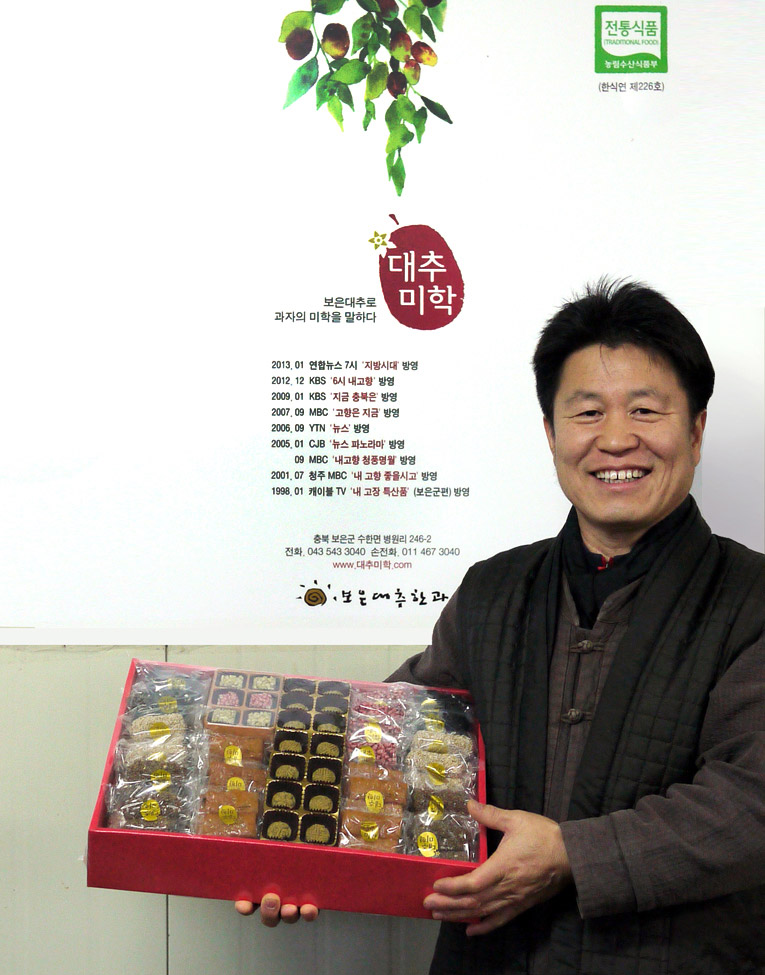 전통식품
(TRADITIONAL FOOD)
농림수산식품부
(한식연 제226호)
대추
미학
보은대추로
과자의 미학을 말하다
2013. 01 연합뉴스 7시 '지방시대' 방영
2012. 12 KBS '6시 내고향' 방영
2009. 01 KBS '지금 충북은' 방영
2007. 09 MBC '고향은 지금' 방영
2006. 09 YTN '뉴스' 방영
2005. 01 CJB '뉴스 파노라마' 방영
09 MBC '내고향 청풍명월' 방영
2001. 07 청주 MBC '내 고향 좋을시고' 방영
1998. 01 케이블 TV '내 고장 특산품' (보은군편) 방영
충북 보은군 수한면 병원리 246-2
전화. 043 543 3040 손전화. 011 467 3040
www.대추미학.com
보은대추한과